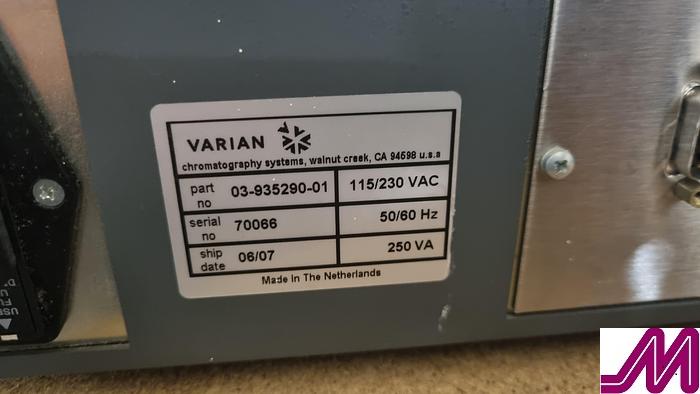 VARIAN
chromatography systems, walnut creek, CA 94598 u.s.a
part no 03-935290-01 115/230 VAC
serial no 70066 50/60 Hz
ship date 06/07 250 VA
Made in The Netherlands